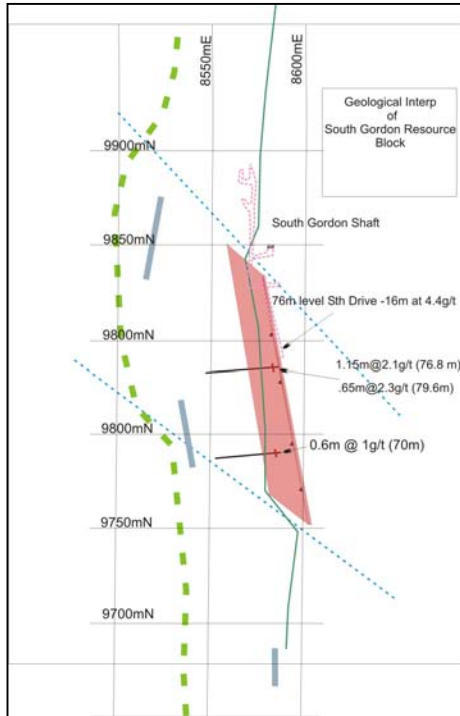 8550mE
8600mE
Geological Interp
of
South Gordon Resource
Block
9900mN
South Gordon Shaft
9850mN
76m level Sth Drive -16m at 4.4g/t
9800mN
1.15m@2.1g/t (76.8 m)
.65m@2.3g/t (79.6m)
9800mN
0.6m @ 1g/t (70m)
9750mN
9700mN